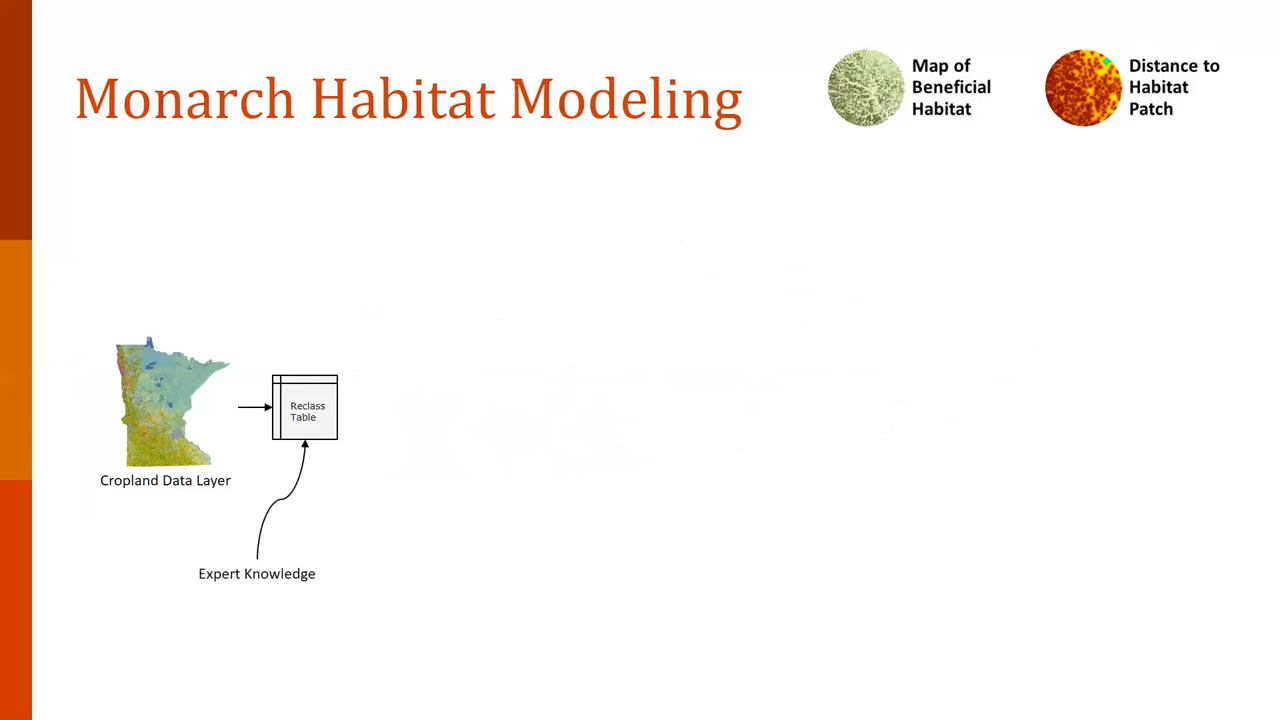 Monarch Habitat Modeling
Map of
Beneficial
Habitat
Distance to
Habitat
Patch
Reclass
Table
Cropland Data Layer
Expert Knowledge